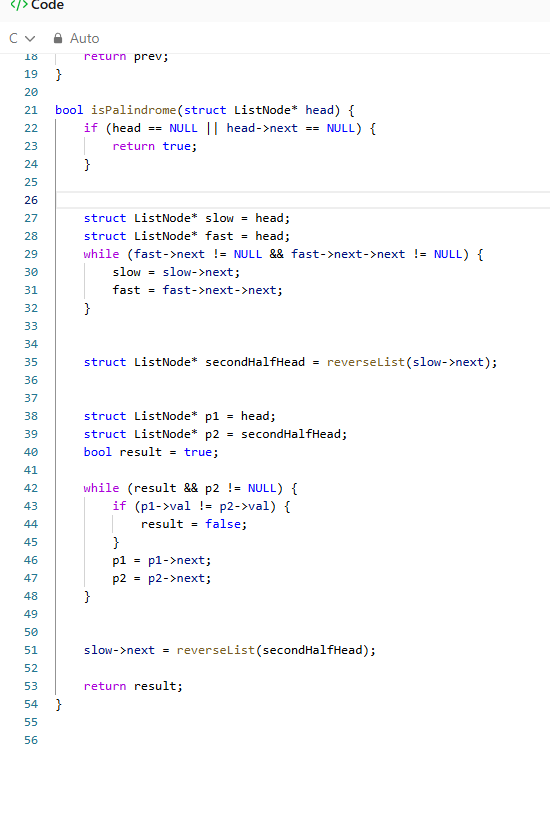 </> Code
C Auto
18 return prev;
19 }
20
21 bool isPalindrome(struct ListNode* head) {
22 if (head == NULL || head->next == NULL) {
23 return true;
24 }
25
26
27 struct ListNode* slow = head;
28 struct ListNode* fast = head;
29 while (fast->next != NULL && fast->next->next != NULL) {
30 slow = slow->next;
31 fast = fast->next->next;
32 }
33
34
35 struct ListNode* secondHalfHead = reverseList(slow->next);
36
37
38 struct ListNode* p1 = head;
39 struct ListNode* p2 = secondHalfHead;
40 bool result = true;
41
42 while (result && p2 != NULL) {
43 if (p1->val != p2->val) {
44 result = false;
45 }
46 p1 = p1->next;
47 p2 = p2->next;
48 }
49
50
51 slow->next = reverseList(secondHalfHead);
52
53 return result;
54 }
55
56